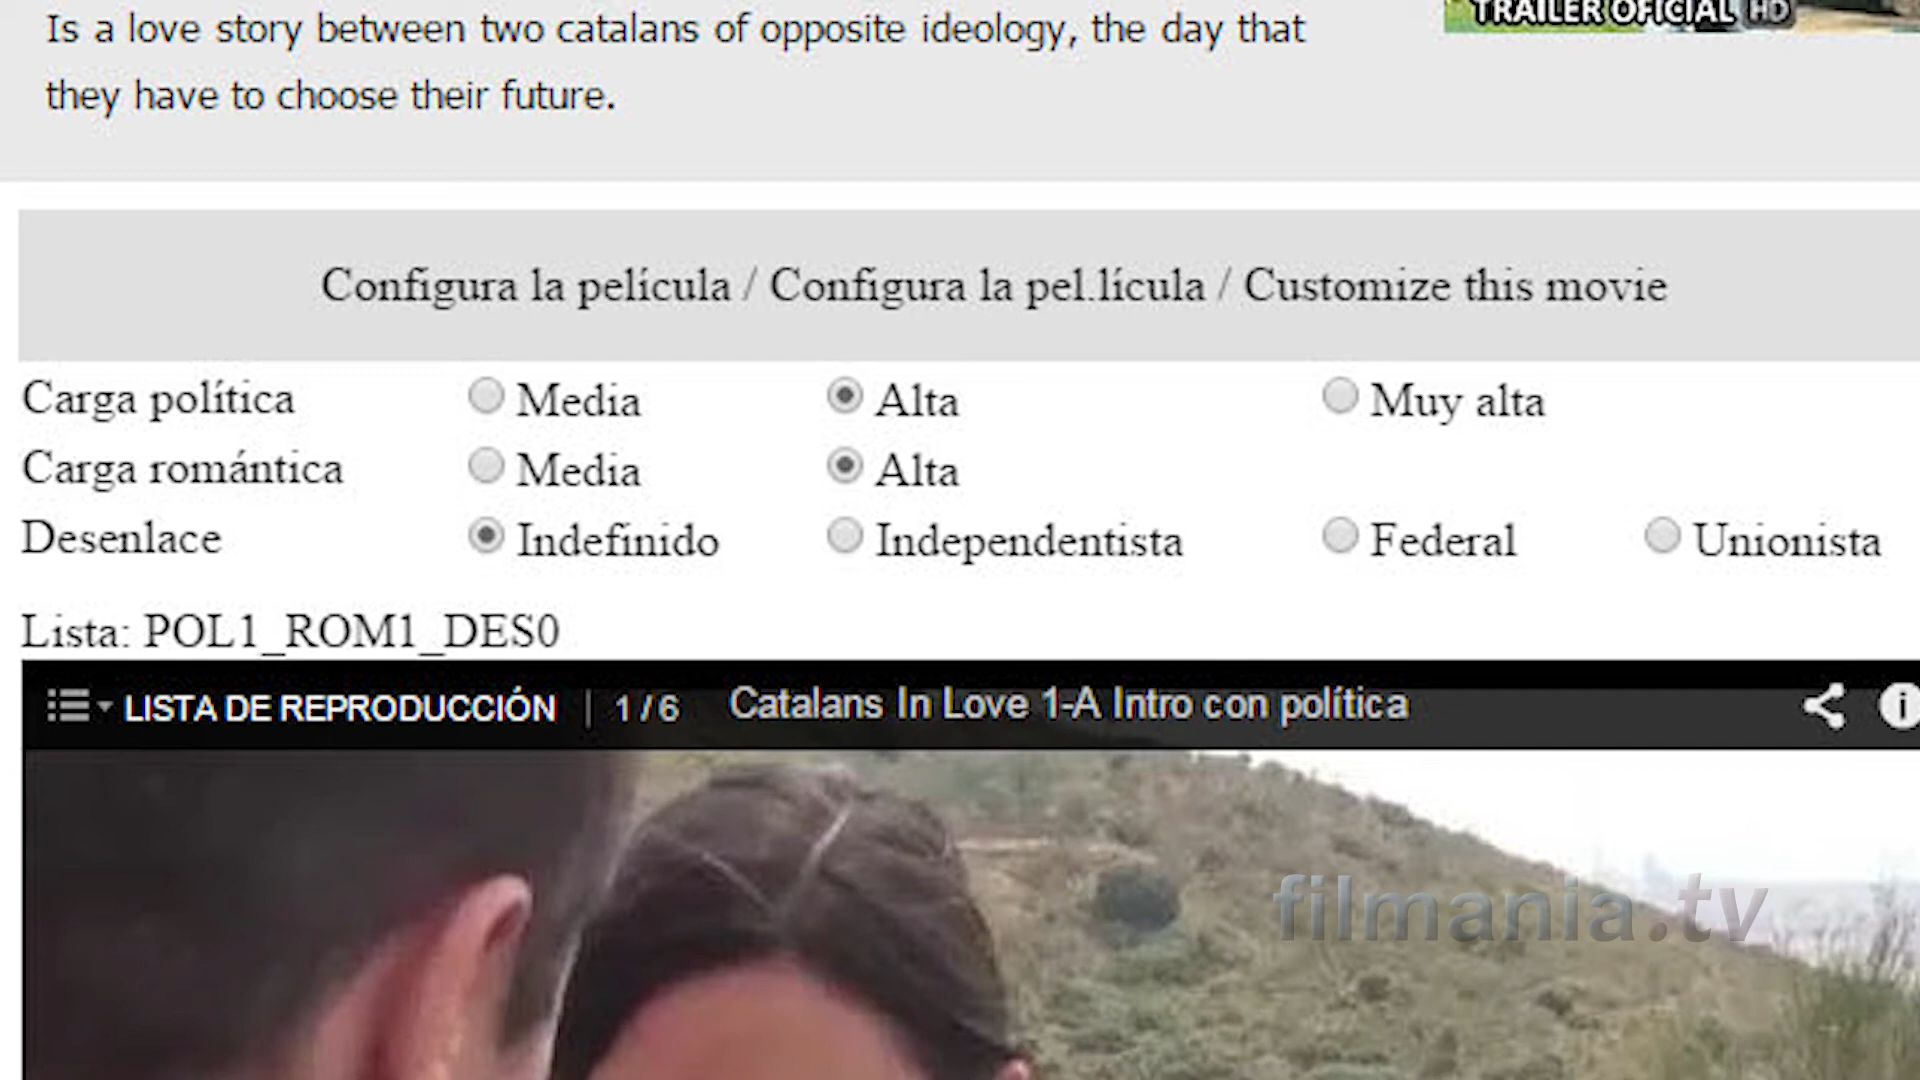 TRAILER OFICIAL HD
Is a love story between two catalans of opposite ideology, the day that
they have to choose their future.
Configura la película / Configura la pel.lícula / Customize this movie
Carga política Media Alta Muy alta
Carga romántica Media Alta
Desenlace Indefinido Independentista Federal Unionista
Lista: POL1_ROM1_DES0
LISTA DE REPRODUCCIÓN | 1 / 6 Catalans In Love 1-A Intro con política
filmania.tv